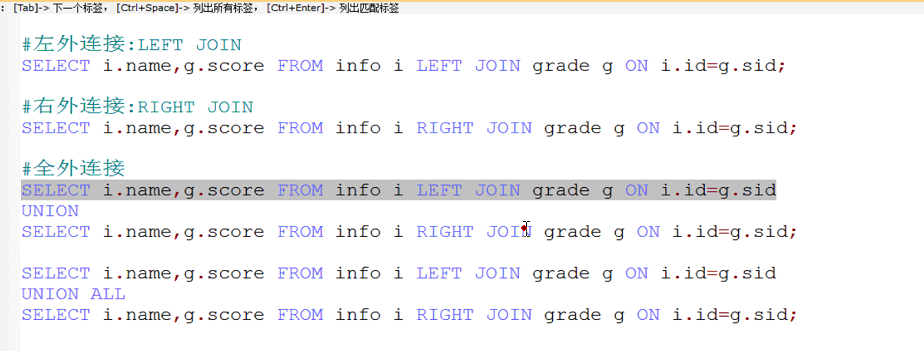 : [Tab]-> 下一个标签, [Ctrl+Space]-> 列出所有标签, [Ctrl+Enter]-> 列出匹配标签
#左外连接:LEFT JOIN
SELECT i.name,g.score FROM info i LEFT JOIN grade g ON i.id=g.sid;
#右外连接:RIGHT JOIN
SELECT i.name,g.score FROM info i RIGHT JOIN grade g ON i.id=g.sid;
#全外连接
SELECT i.name,g.score FROM info i LEFT JOIN grade g ON i.id=g.sid
UNION
SELECT i.name,g.score FROM info i RIGHT JOIN grade g ON i.id=g.sid;
SELECT i.name,g.score FROM info i LEFT JOIN grade g ON i.id=g.sid
UNION ALL
SELECT i.name,g.score FROM info i RIGHT JOIN grade g ON i.id=g.sid;